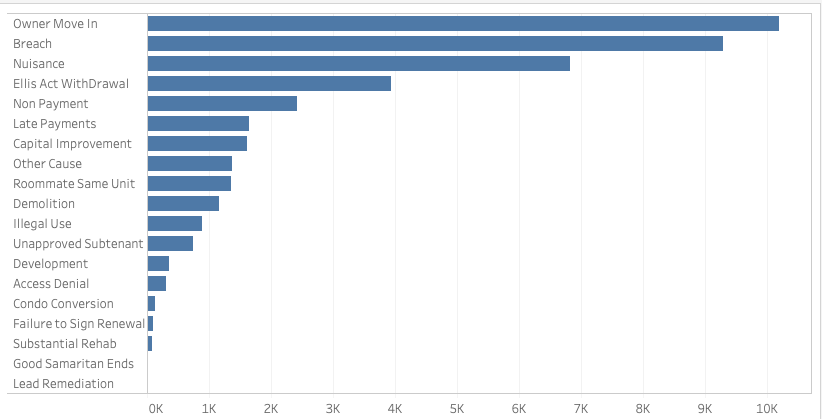 Owner Move In
Breach
Nuisance
Ellis Act WithDrawal
Non Payment
Late Payments
Capital Improvement
Other Cause
Roommate Same Unit
Demolition
Illegal Use
Unapproved Subtenant
Development
Access Denial
Condo Conversion
Failure to Sign Renewal
Substantial Rehab
Good Samaritan Ends
Lead Remediation
0K 1K 2K 3K 4K 5K 6K 7K 8K 9K 10K